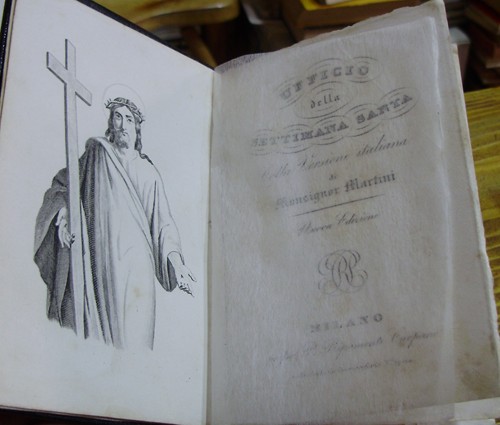 UFFICIO
della
SETTIMANA SANTA
Colla Versione italiana
di
Monsignor Martini
Nuova Edizione
MILANO